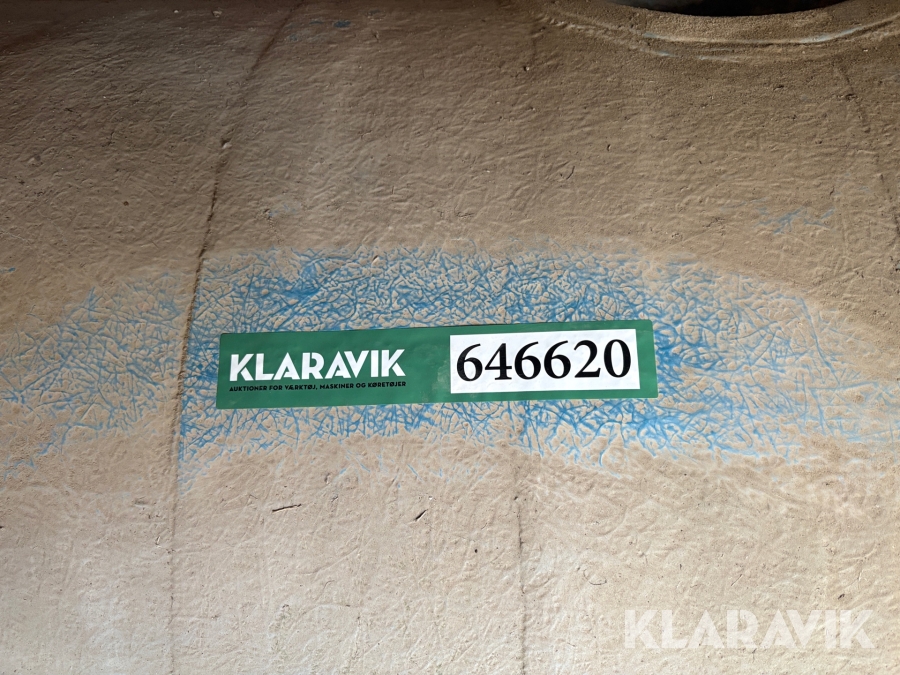 KLARAVIK
AUKTIONER FOR VÆRKTØJ, MASKINER OG KØRETØJER
646620
KLARAVIK